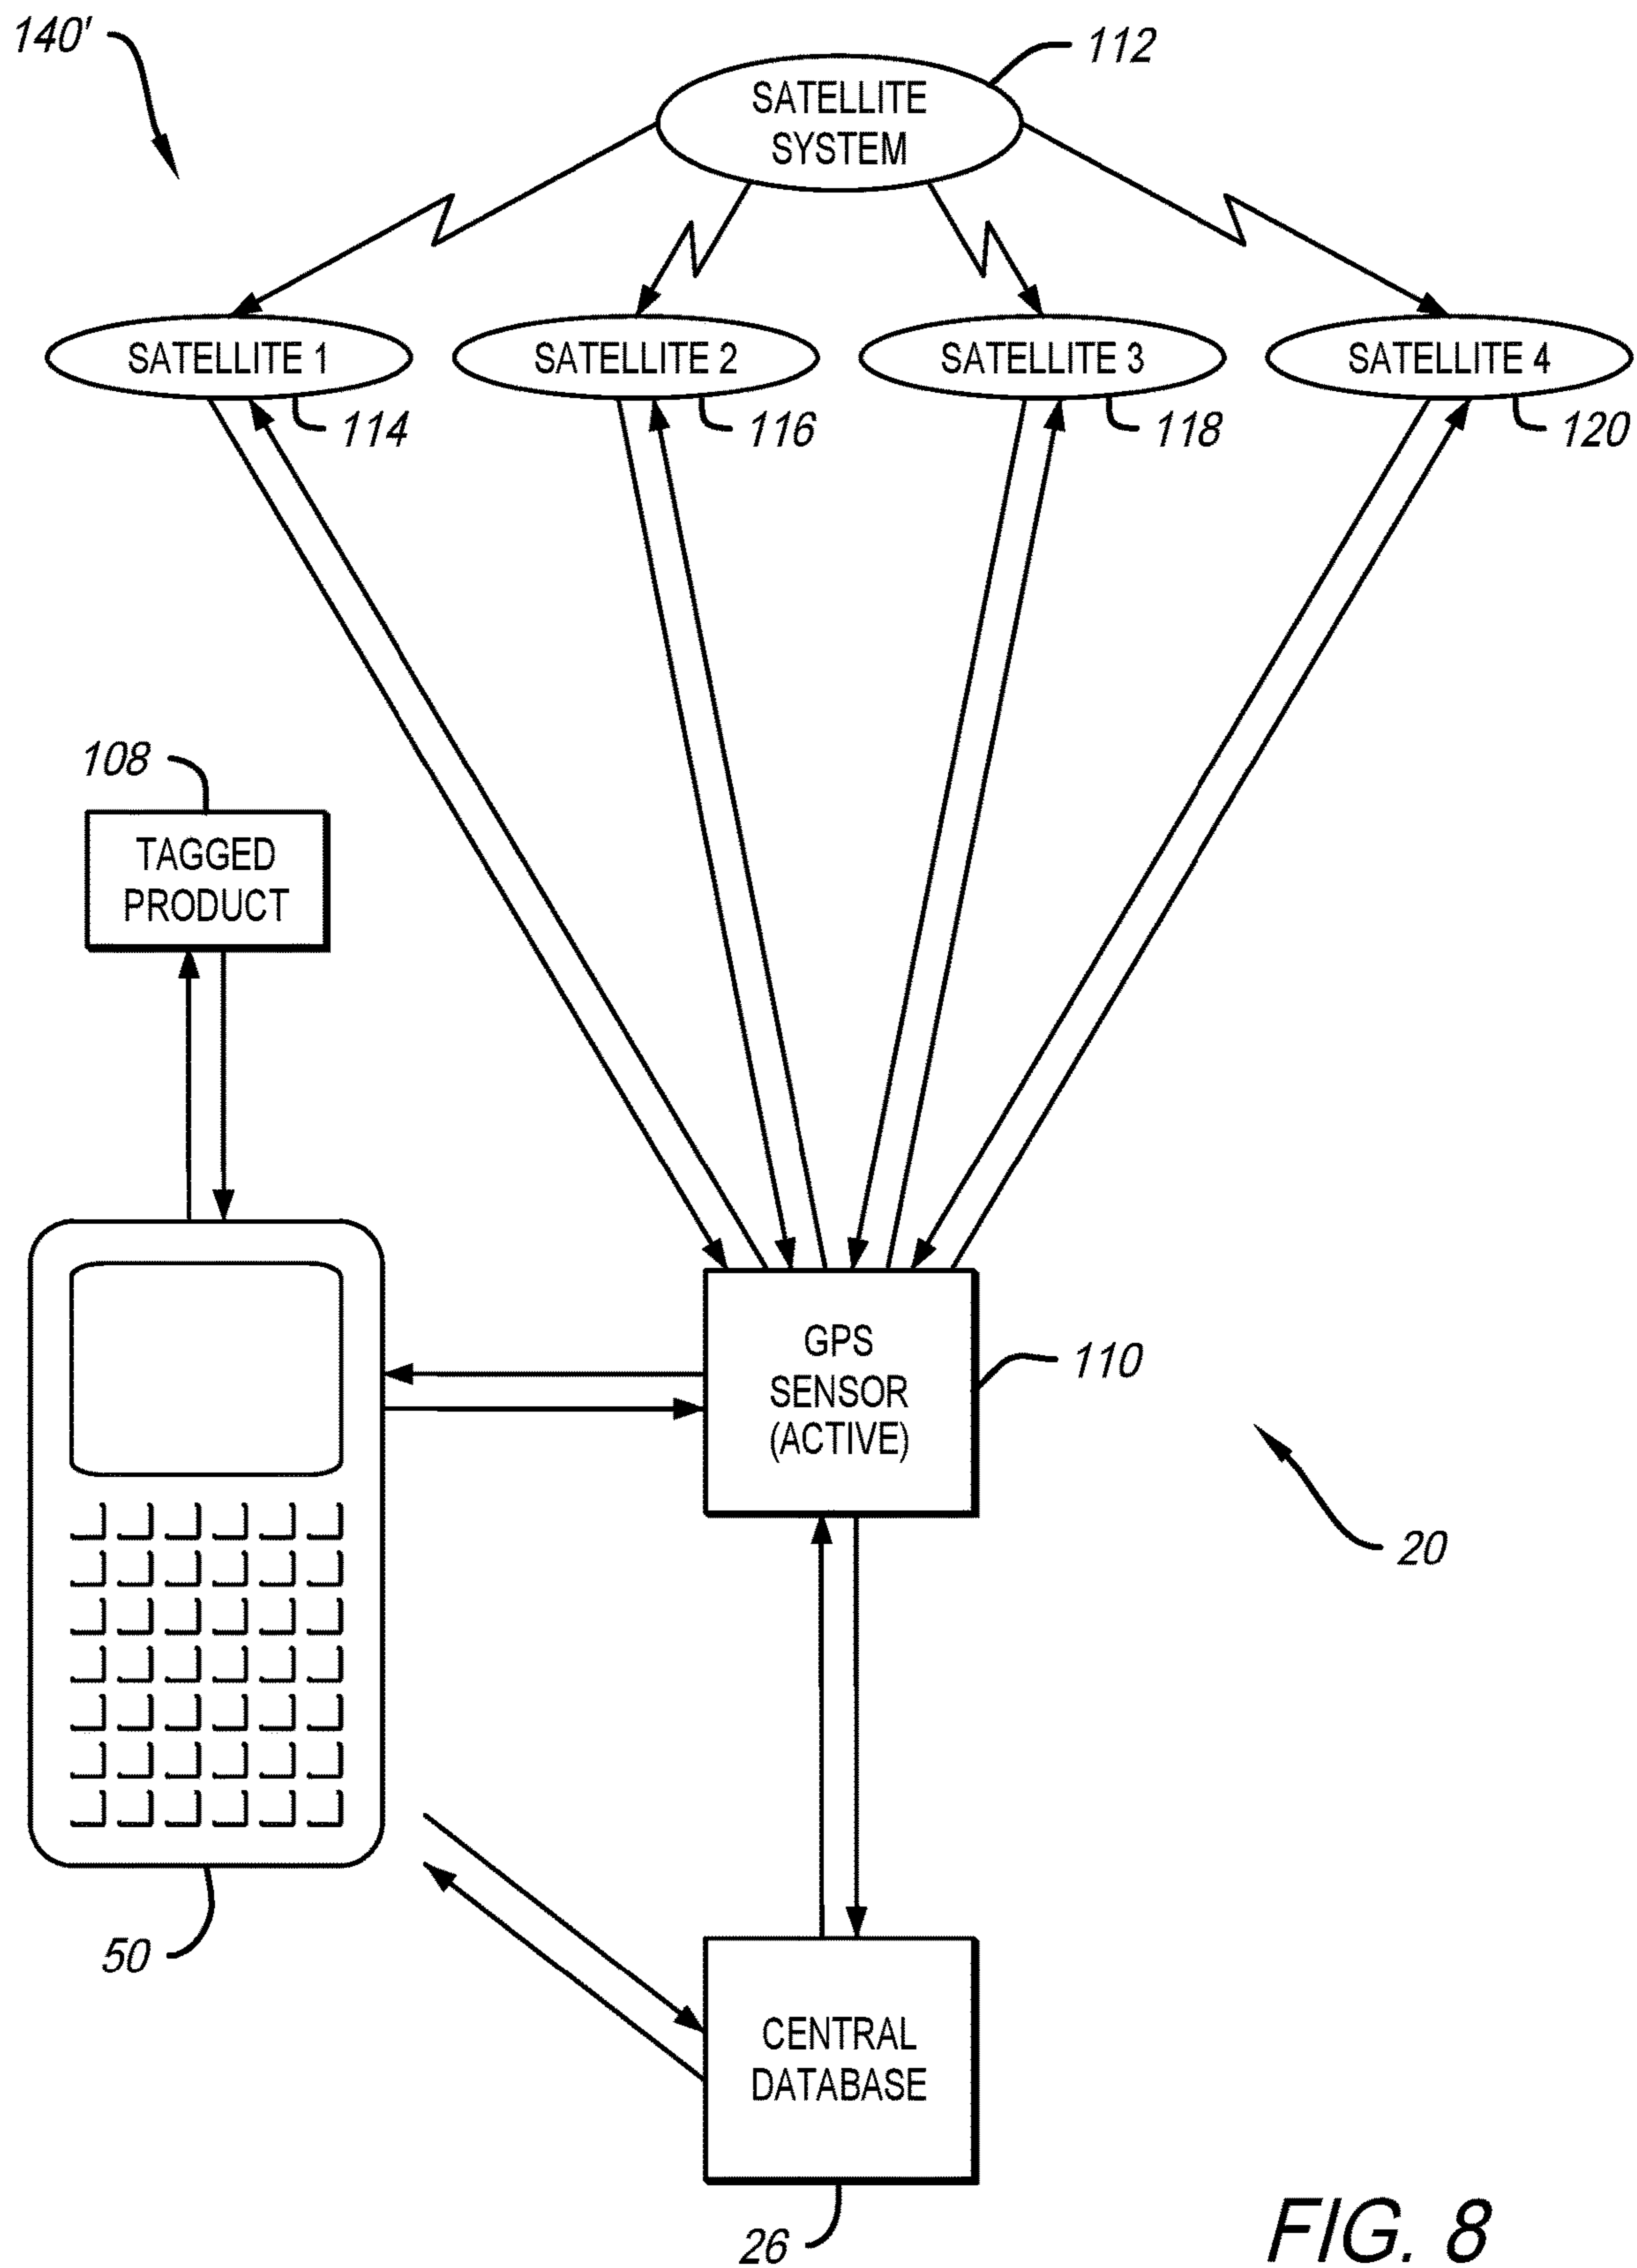 140'
112
SATELLITE
SYSTEM
SATELLITE 1
SATELLITE 2
SATELLITE 3
SATELLITE 4
114
116
118
120
108
TAGGED
PRODUCT
GPS
SENSOR
(ACTIVE)
110
20
50
CENTRAL
DATABASE
26
FIG. 8